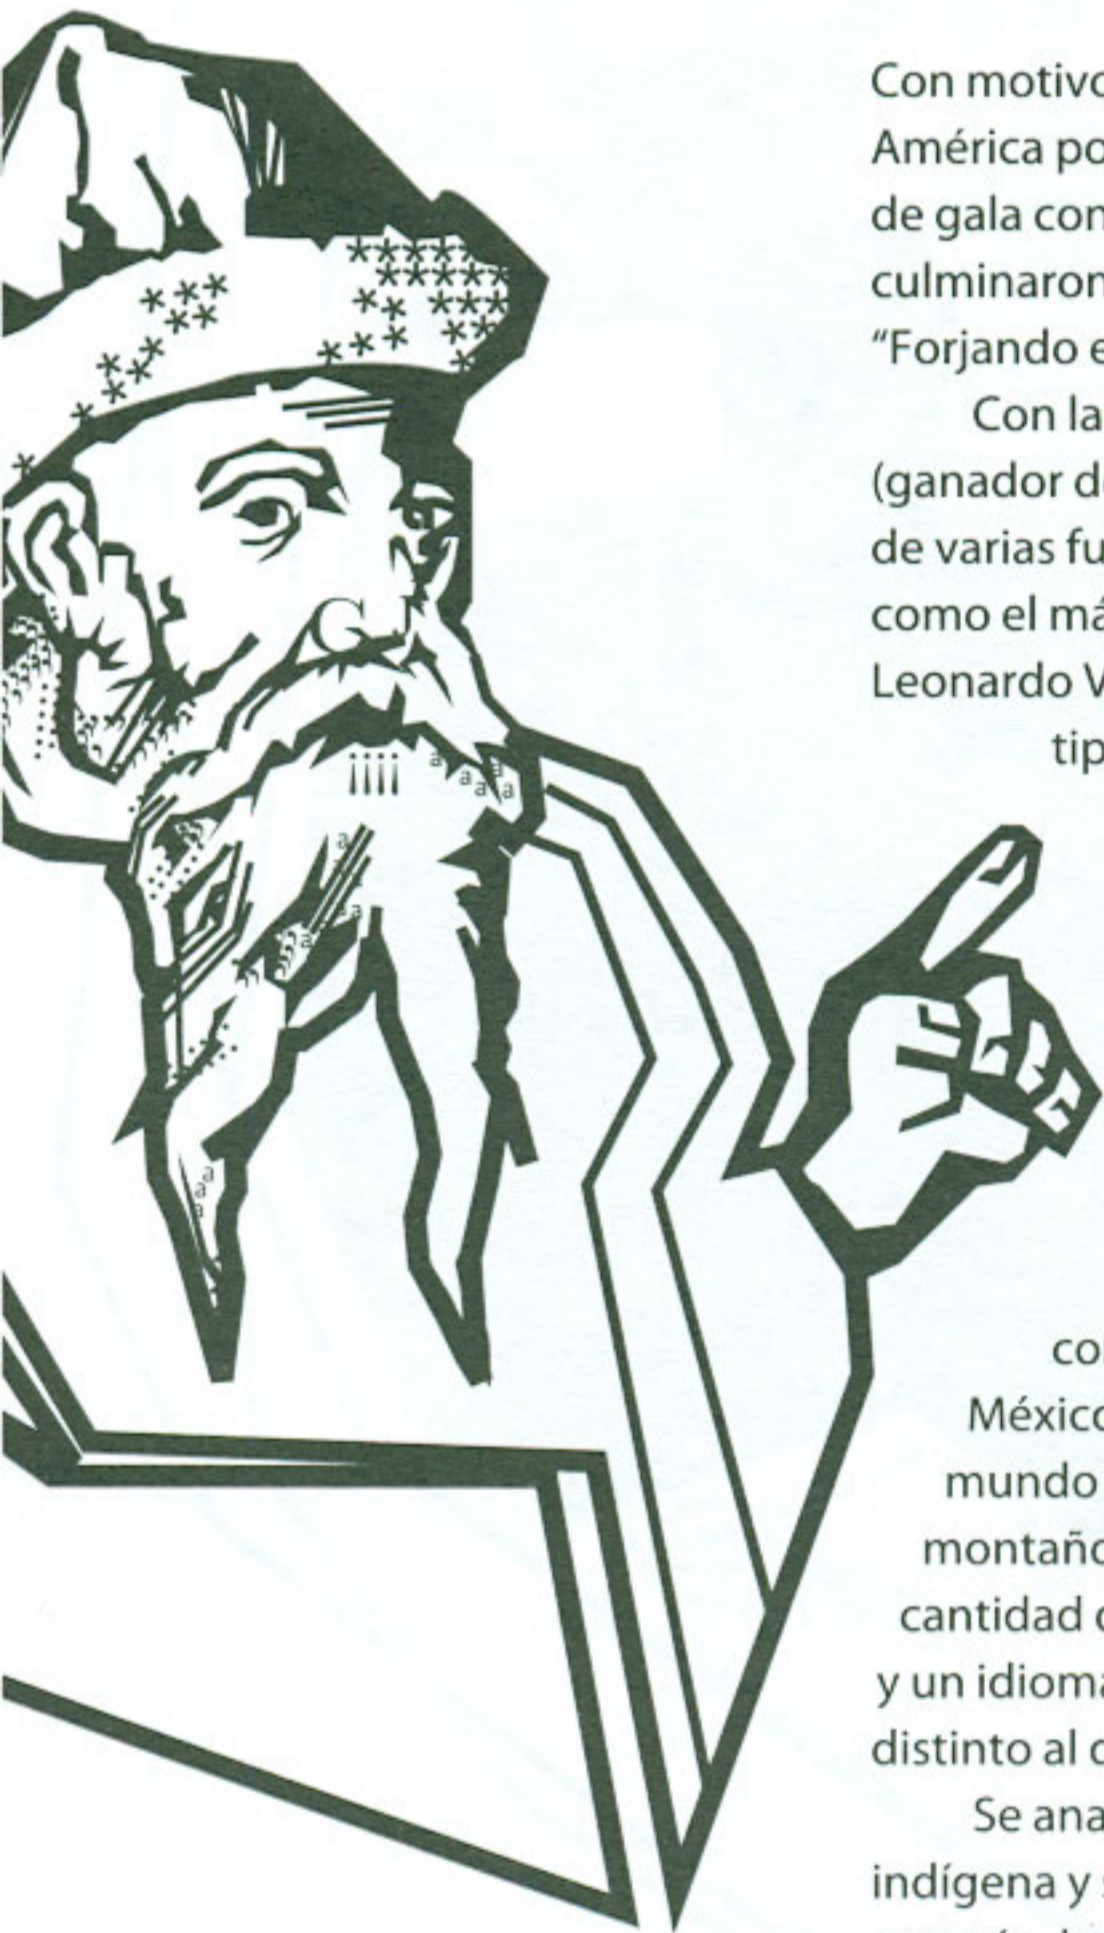 Con motivo
América po
de gala con
culminaron
“Forjando e
Con la
(ganador de
de varias fu
como el má
Leonardo V
tip
co
México
mundo
montaño
cantidad
y un idioma
distinto al
Se ana
indígena y